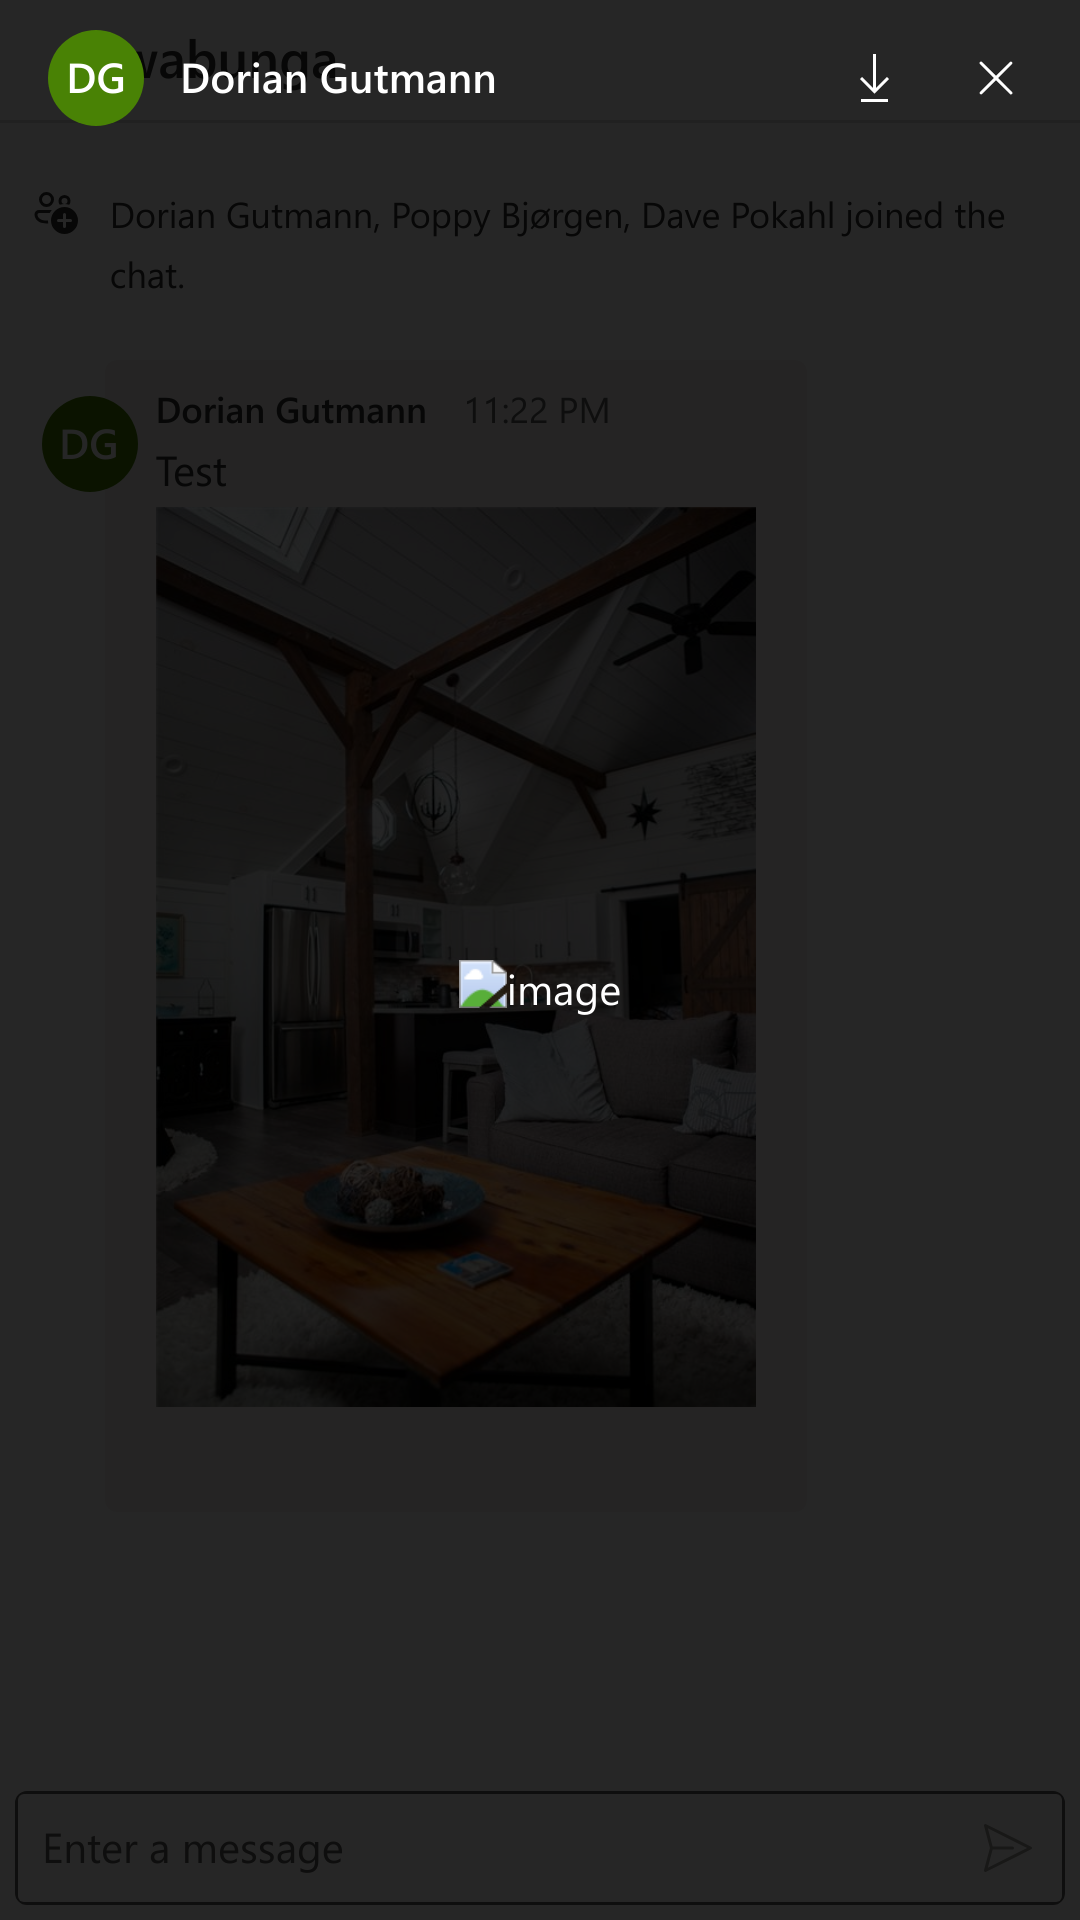 wabunga
DG Dorian Gutmann
Dorian Gutmann, Poppy Bjørgen, Dave Pokahl joined the
chat.
DG
Dorian Gutmann 11:22 PM
Test
image
Enter a message